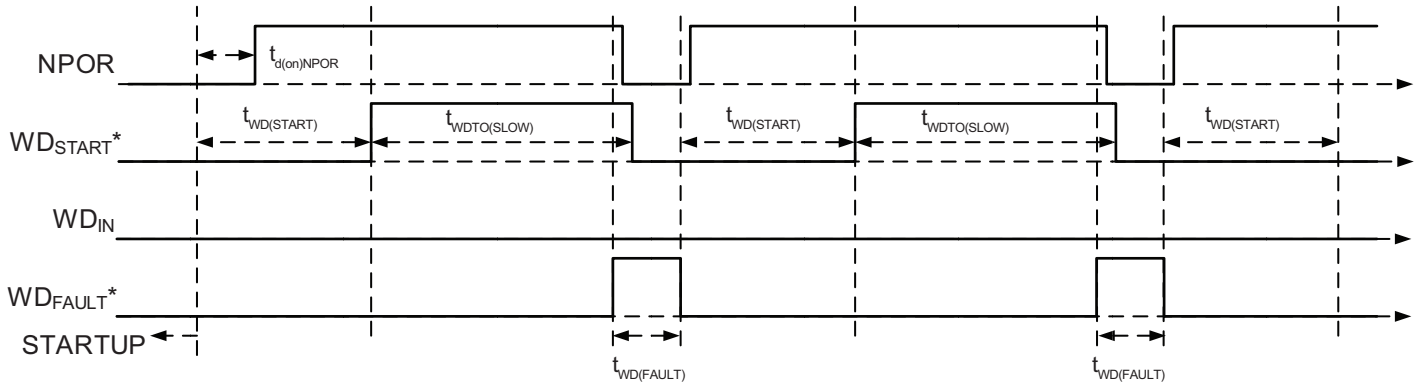 NPOR
t_d(on)NPOR
WD_START*
t_WD(START)
t_WDTO(SLOW)
t_WD(START)
t_WDTO(SLOW)
t_WD(START)
WD_IN
WD_FAULT*
STARTUP
t_WD(FAULT)
t_WD(FAULT)